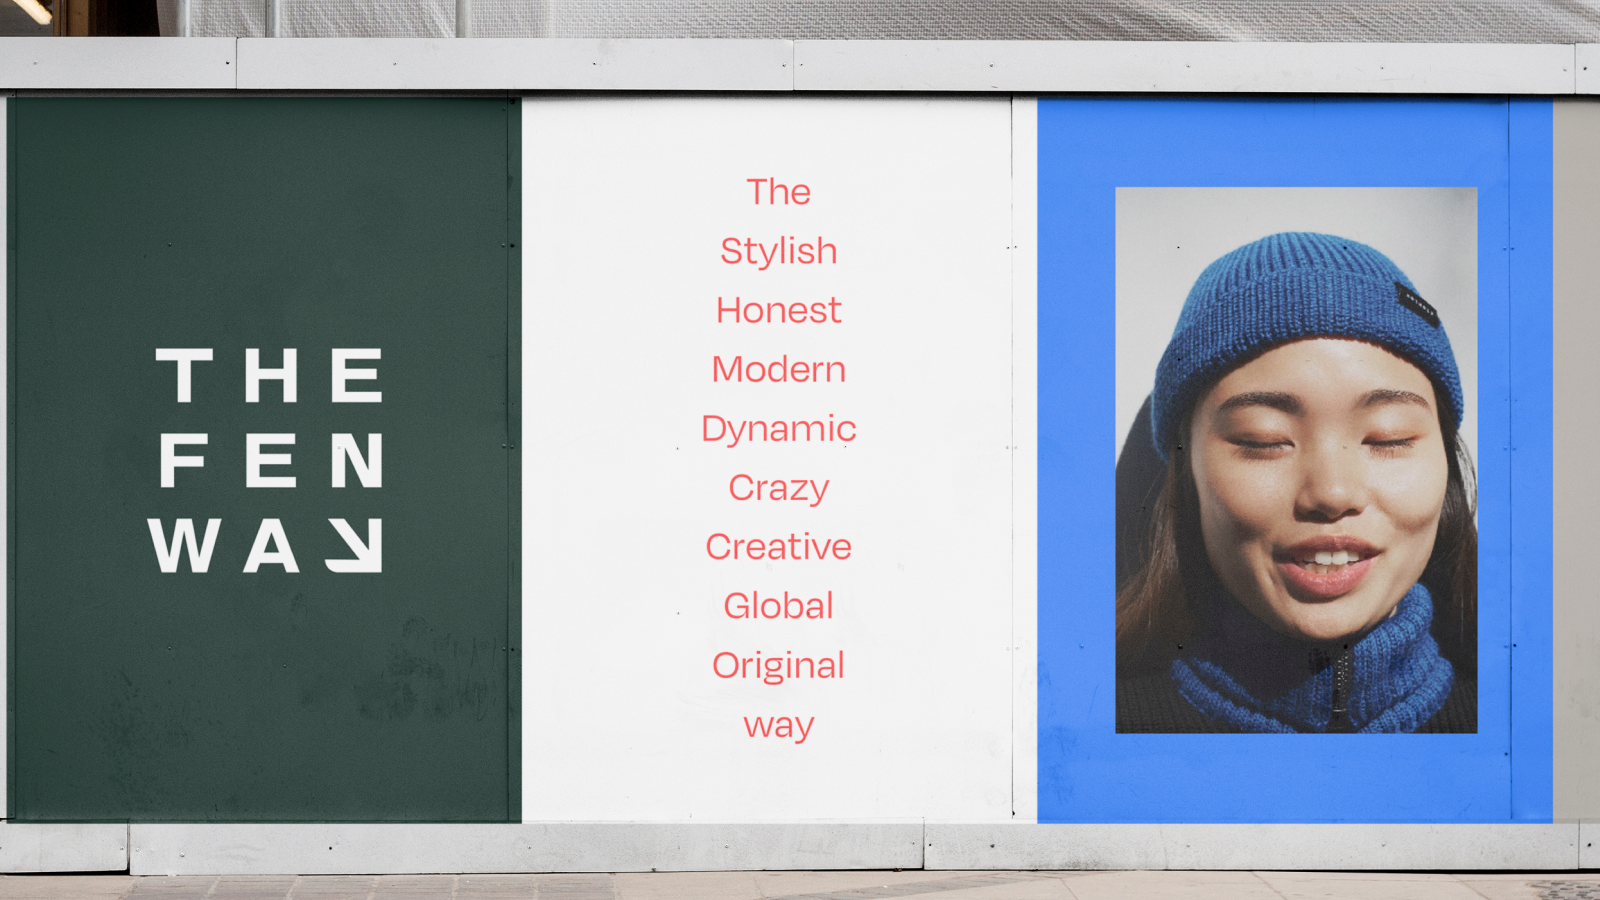 THE
FEN
WAY
The
Stylish
Honest
Modern
Dynamic
Crazy
Creative
Global
Original
way